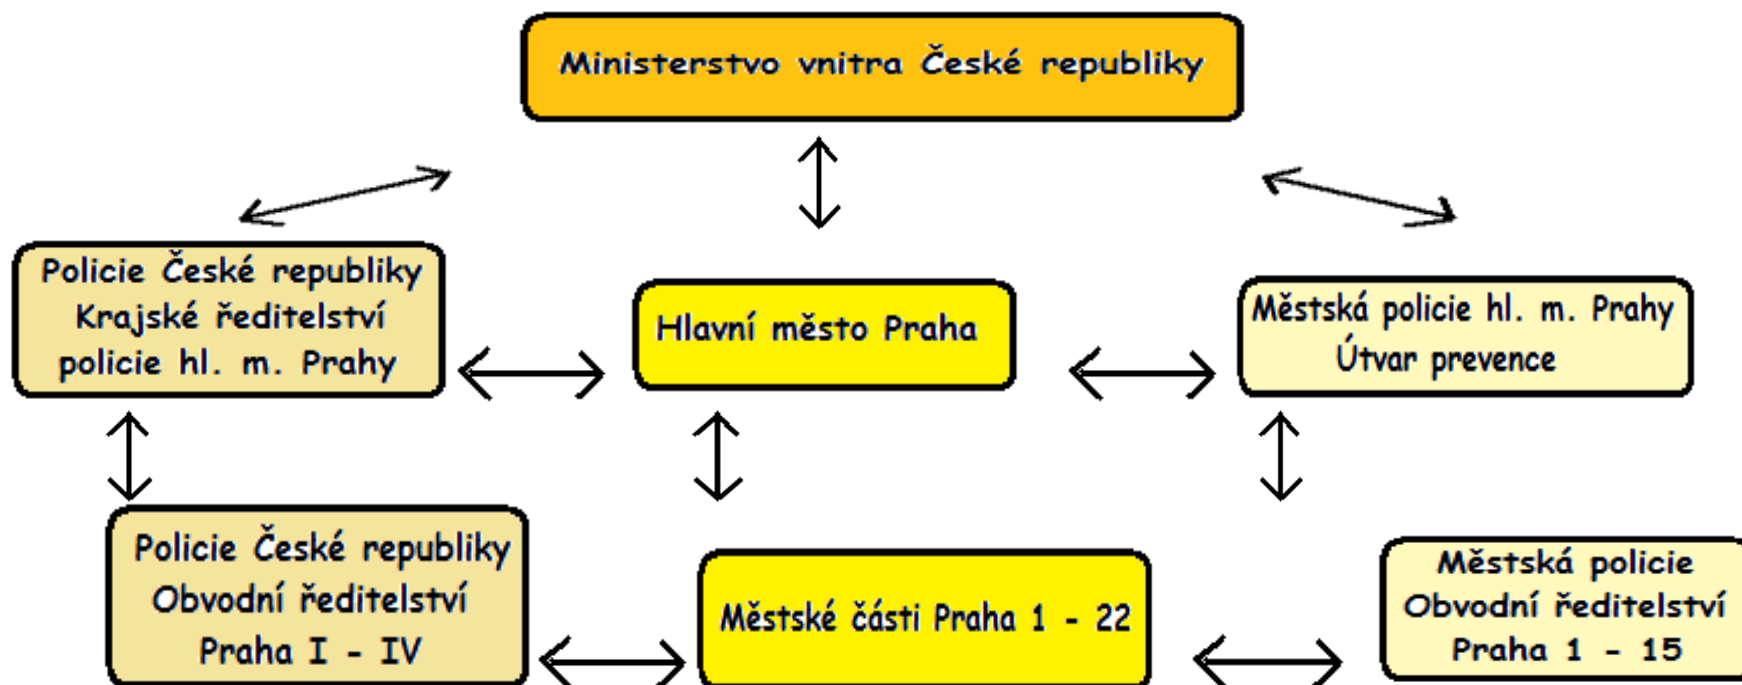 Ministerstvo vnitra České republiky
Policie České republiky
Krajské ředitelství
policie hl. m. Prahy
Hlavní město Praha
Městská policie hl. m. Prahy
Útvar prevence
Policie České republiky
Obvodní ředitelství
Praha I - IV
Městské části Praha 1 - 22
Městská policie
Obvodní ředitelství
Praha 1 - 15